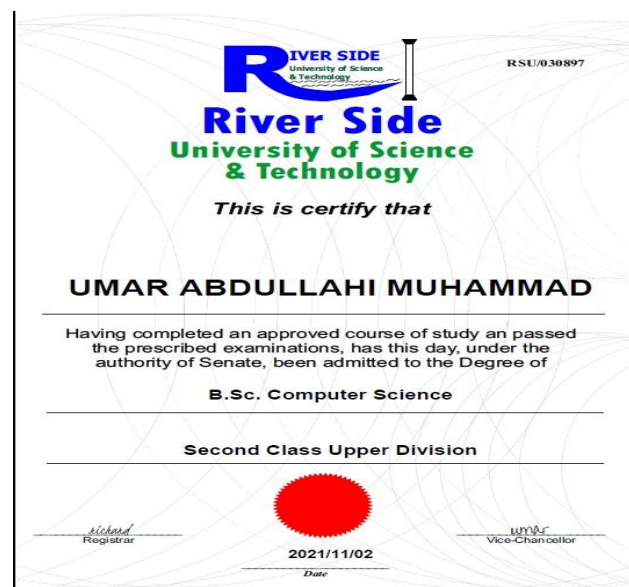 RIVER SIDE
University of Science
& Technology
RSU/030897
River Side
University of Science
& Technology
This is certify that
UMAR ABDULLAHI MUHAMMAD
Having completed an approved course of study an passed
the prescribed examinations, has this day, under the
authority of Senate, been admitted to the Degree of
B.Sc. Computer Science
Second Class Upper Division
richard
Registrar
umar
Vice-Chancellor
2021/11/02
Date